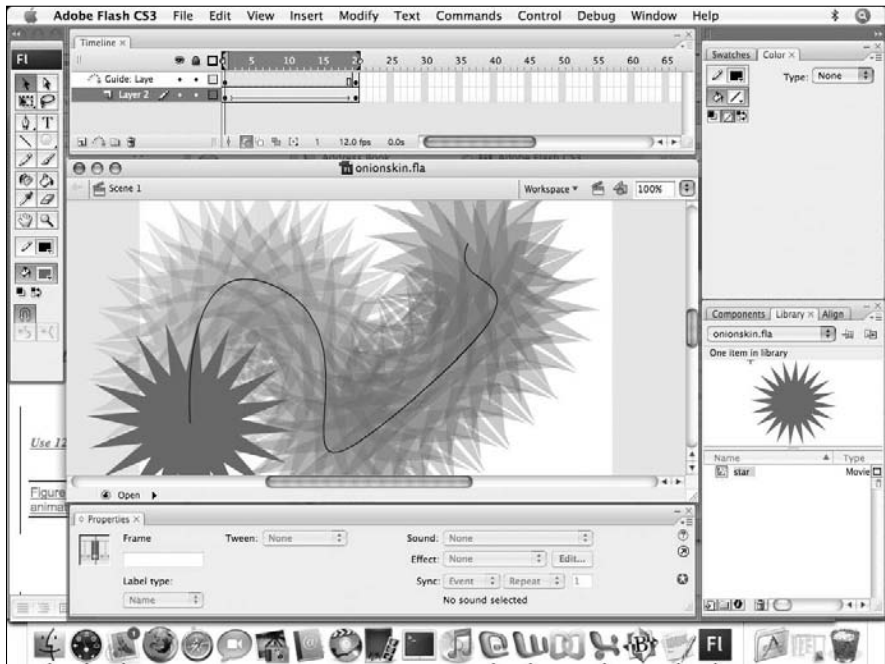 Adobe Flash CS3 File Edit View Insert Modify Text Commands Control Debug Window Help
Timeline ×
5 10 15 20 25 30 35 40 45 50 55 60 65
Guide: Laye
Layer 2
1 12.0 fps 0.0s
Fl
T
Swatches Color ×
Type: None
onionskin.fla
Scene 1
Workspace 100%
Open
Components Library × Align
onionskin.fla
One item in library
Name Type
star Movie
Use 12
Figure
animat
Properties ×
Frame Tween: None Sound: None
Effect: None Edit...
Label type: Sync: Event Repeat 1
Name No sound selected
Fl